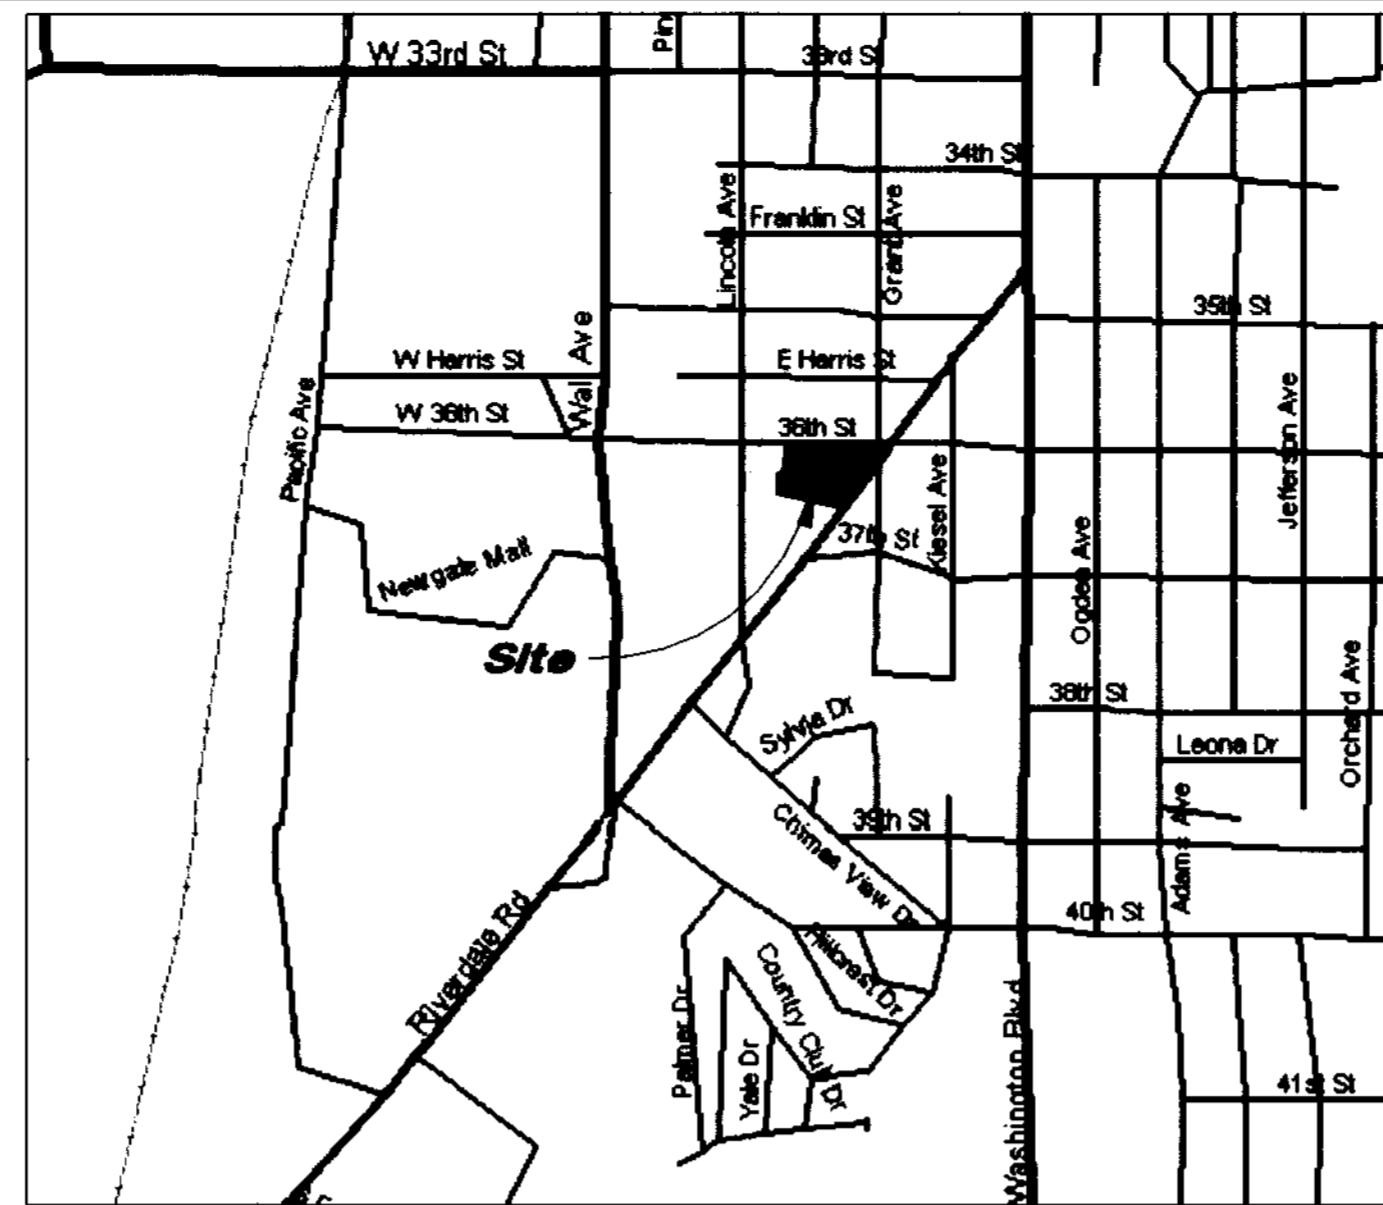 W 33rd St
33rd S
34th St
Lincoln Ave
Franklin St
Grant Ave
35th St
W Harris St
Wal Ave
E Harris St
Pacific Ave
W 36th St
36th St
Jefferson Ave
Kiesel Ave
37th St
Newgate Mall
Ogden Ave
Site
38th St
Orchard Ave
Sylvia Dr
Leona Dr
Chimes View Dr
39th St
Adams Ave
Riverdale Rd
40th St
Hillcrest Dr
Country Club Dr
Palmer Dr
Yale Dr
Washington Blvd
41st St